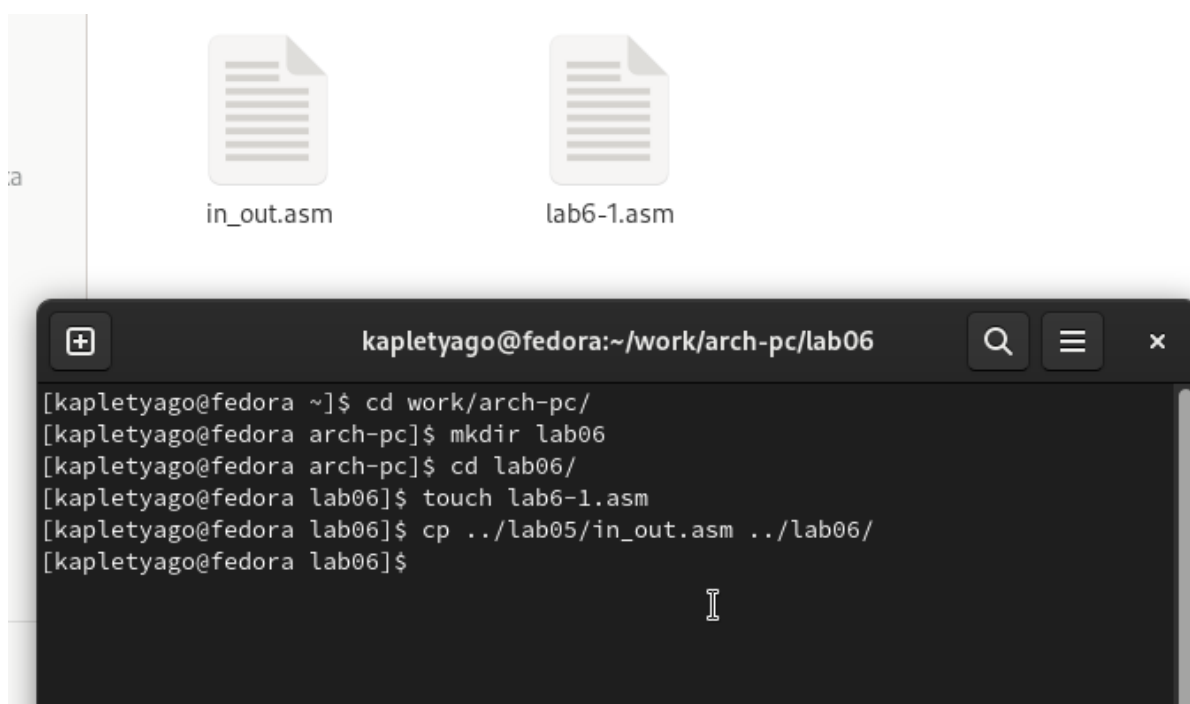 in_out.asm
lab6-1.asm
kapletyago@fedora:~/work/arch-pc/lab06
[kapletyago@fedora ~]$ cd work/arch-pc/
[kapletyago@fedora arch-pc]$ mkdir lab06
[kapletyago@fedora arch-pc]$ cd lab06/
[kapletyago@fedora lab06]$ touch lab6-1.asm
[kapletyago@fedora lab06]$ cp ../lab05/in_out.asm ../lab06/
[kapletyago@fedora lab06]$